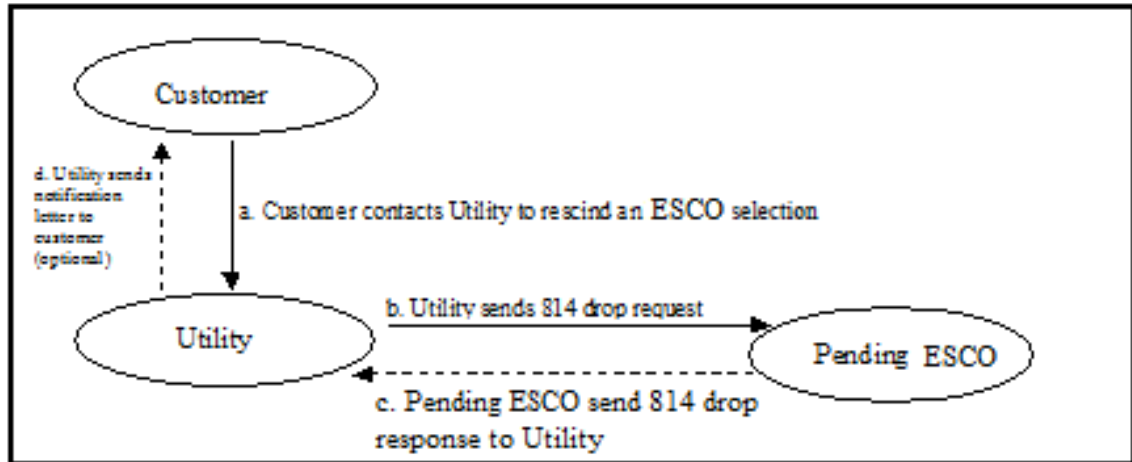 Customer
d. Utility sends
notification
letter to
customer
(optional)
a. Customer contacts Utility to rescind an ESCO selection
b. Utility sends 814 drop request
Utility
Pending ESCO
c. Pending ESCO send 814 drop
response to Utility